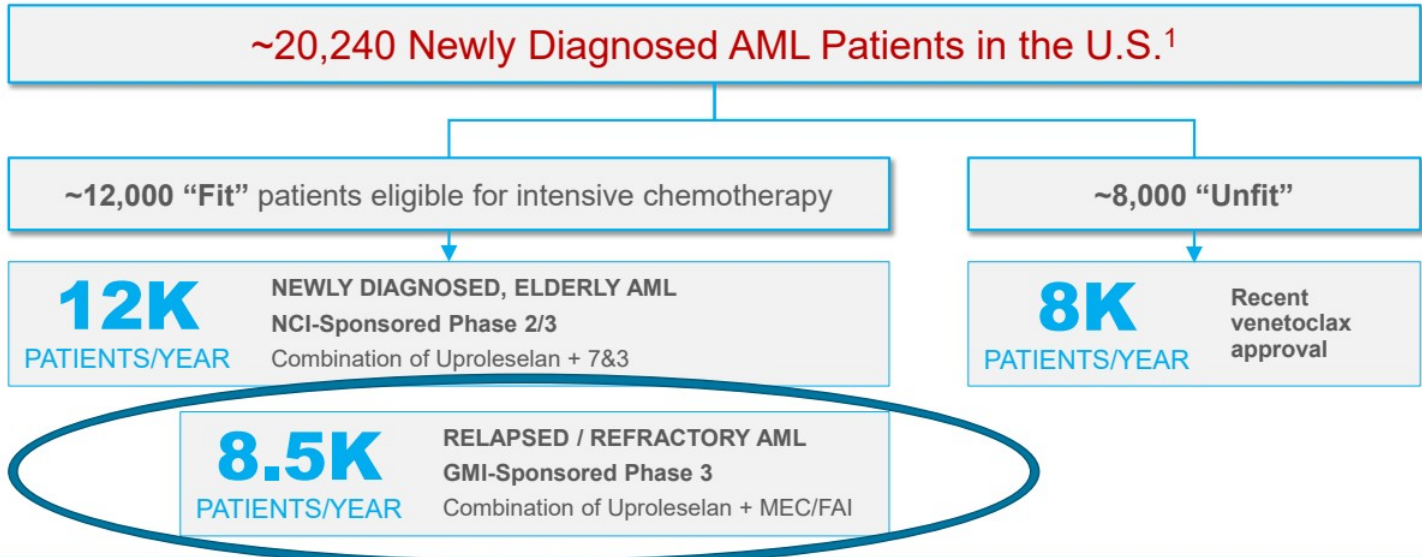 ~20,240 Newly Diagnosed AML Patients in the U.S.¹
~12,000 “Fit” patients eligible for intensive chemotherapy
~8,000 “Unfit”
12K
PATIENTS/YEAR
NEWLY DIAGNOSED, ELDERLY AML
NCI-Sponsored Phase 2/3
Combination of Uproleselan + 7&3
8K
PATIENTS/YEAR
Recent
venetoclax
approval
8.5K
PATIENTS/YEAR
RELAPSED / REFRACTORY AML
GMI-Sponsored Phase 3
Combination of Uproleselan + MEC/FAI